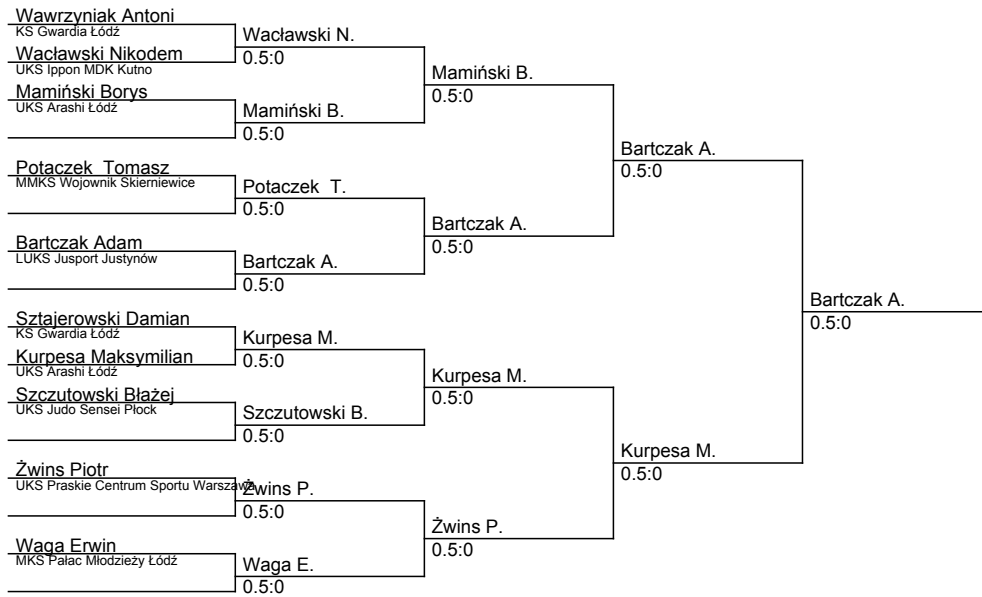 Wawrzyniak Antoni
KS Gwardia Łódź
Wacławski Nikodem
UKS Ippon MDK Kutno
Mamiński Borys
UKS Arashi Łódź
Potaczek  Tomasz
MMKS Wojownik Skierniewice
Bartczak Adam
LUKS Jusport Justynów
Sztajerowski Damian
KS Gwardia Łódź
Kurpesa Maksymilian
UKS Arashi Łódź
Szczutowski Błażej
UKS Judo Sensei Płock
Żwins Piotr
UKS Praskie Centrum Sportu Warszawa
Waga Erwin
MKS Pałac Młodzieży Łódź
Wacławski N.
0.5:0
Mamiński B.
0.5:0
Potaczek  T.
0.5:0
Bartczak A.
0.5:0
Kurpesa M.
0.5:0
Szczutowski B.
0.5:0
Żwins P.
0.5:0
Waga E.
0.5:0
Mamiński B.
0.5:0
Bartczak A.
0.5:0
Kurpesa M.
0.5:0
Żwins P.
0.5:0
Bartczak A.
0.5:0
Kurpesa M.
0.5:0
Bartczak A.
0.5:0